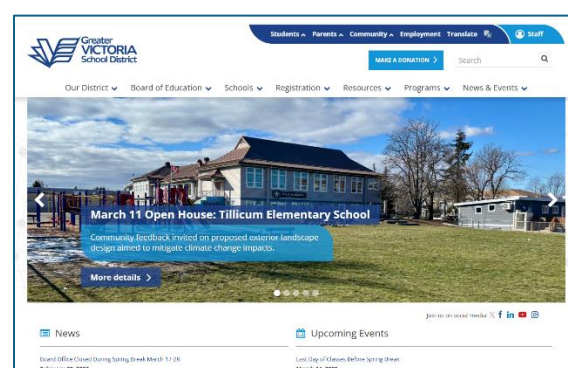 Greater
VICTORIA
School District
Students Parents Community Employment Translate Staff
MAKE A DONATION
Search
Our District Board of Education Schools Registration Resources Programs News & Events
March 11 Open House: Tillicum Elementary School
Community feedback invited on proposed exterior landscape
design aimed to mitigate climate change impacts.
More details
Join us on social media:
News
Upcoming Events
Board Office Closed During Spring Break March 17-28
Last Day of Classes Before Spring Break